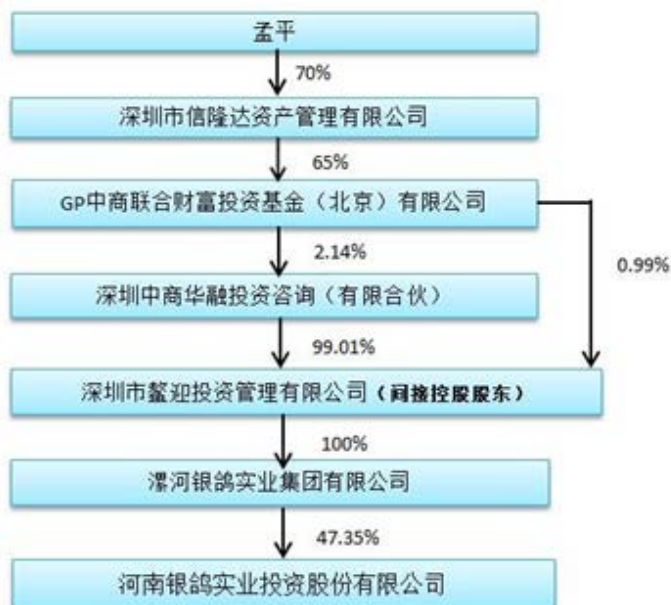 孟平
70%
深圳市信隆达资产管理有限公司
65%
GP中商联合财富投资基金（北京）有限公司
2.14%
0.99%
深圳中商华融投资咨询（有限合伙）
99.01%
深圳市鳌迎投资管理有限公司（间接控股股东）
100%
漯河银鸽实业集团有限公司
47.35%
河南银鸽实业投资股份有限公司